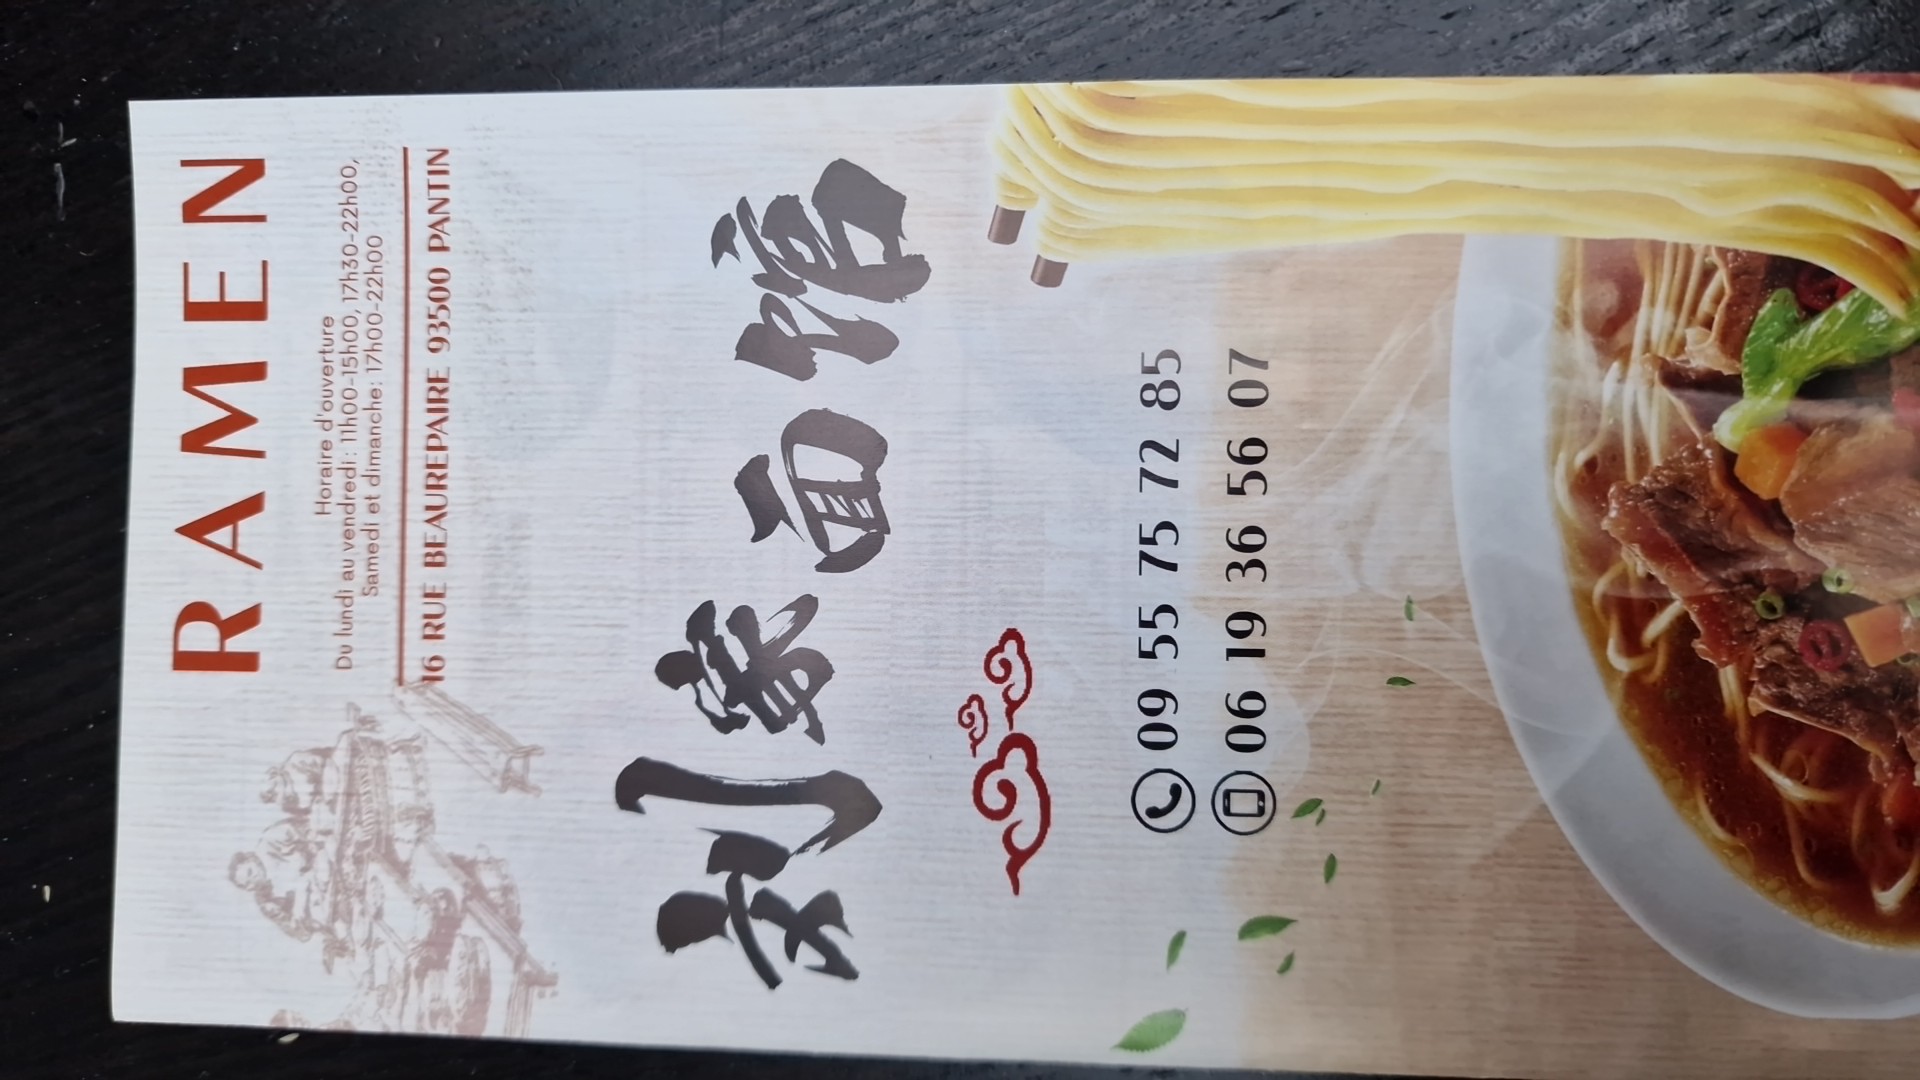 RAMEN
Horaire d'ouverture
Du lundi au vendredi: 11h00-15h00, 17h30-22h00,
Samedi et dimanche: 17h00-22h00
16 RUE BEAUREPAIRE 93500 PANTIN
刘家面馆
09 55 75 72 85
06 19 36 56 07